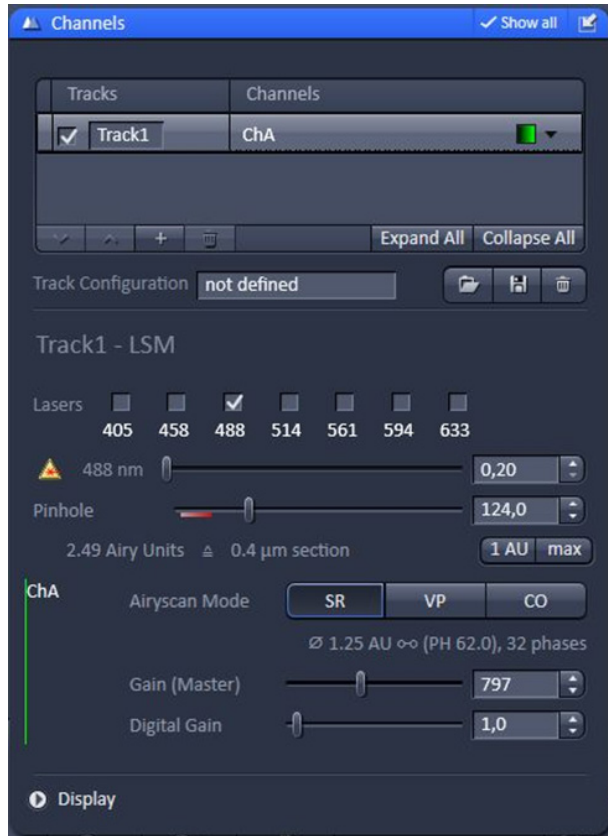 Channels Show all
Tracks Channels
Track1 ChA
+ Expand All Collapse All
Track Configuration not defined
Track1 - LSM
Lasers
405 458 488 514 561 594 633
488 nm 0,20
Pinhole 124,0
2.49 Airy Units ≙ 0.4 µm section 1 AU max
ChA Airyscan Mode SR VP CO
Ø 1.25 AU (PH 62.0), 32 phases
Gain (Master) 797
Digital Gain 1,0
Display